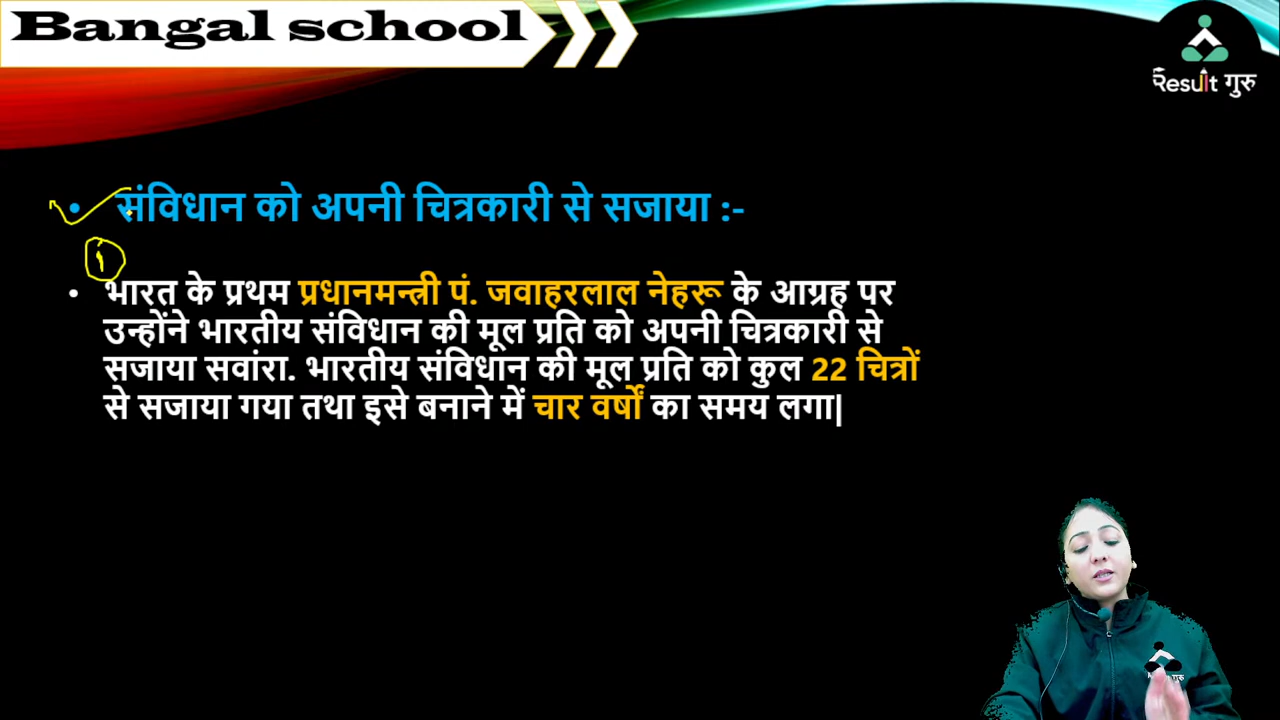 Bangal school
Result गुरु
• संविधान को अपनी चित्रकारी से सजाया :-
1
• भारत के प्रथम प्रधानमन्त्री पं. जवाहरलाल नेहरू के आग्रह पर
उन्होंने भारतीय संविधान की मूल प्रति को अपनी चित्रकारी से
सजाया सवांरा. भारतीय संविधान की मूल प्रति को कुल 22 चित्रों
से सजाया गया तथा इसे बनाने में चार वर्षों का समय लगा|